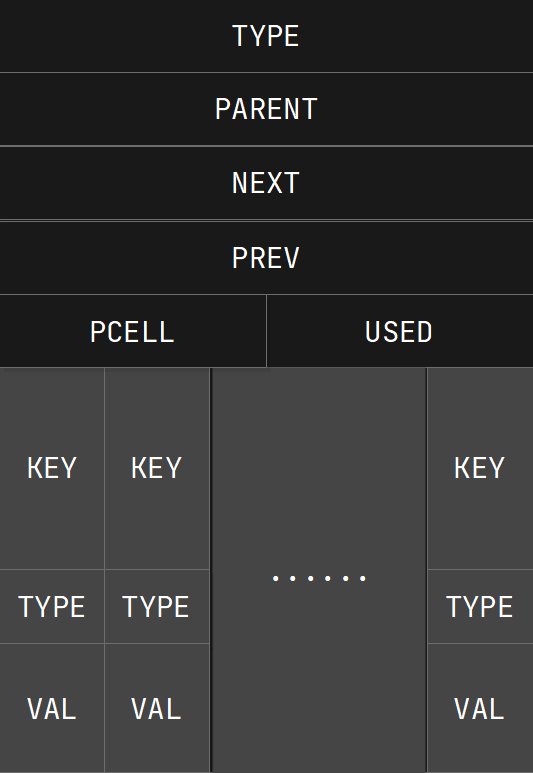 TYPE
PARENT
NEXT
PREV
PCELL USED
KEY KEY KEY
......
TYPE TYPE TYPE
VAL VAL VAL